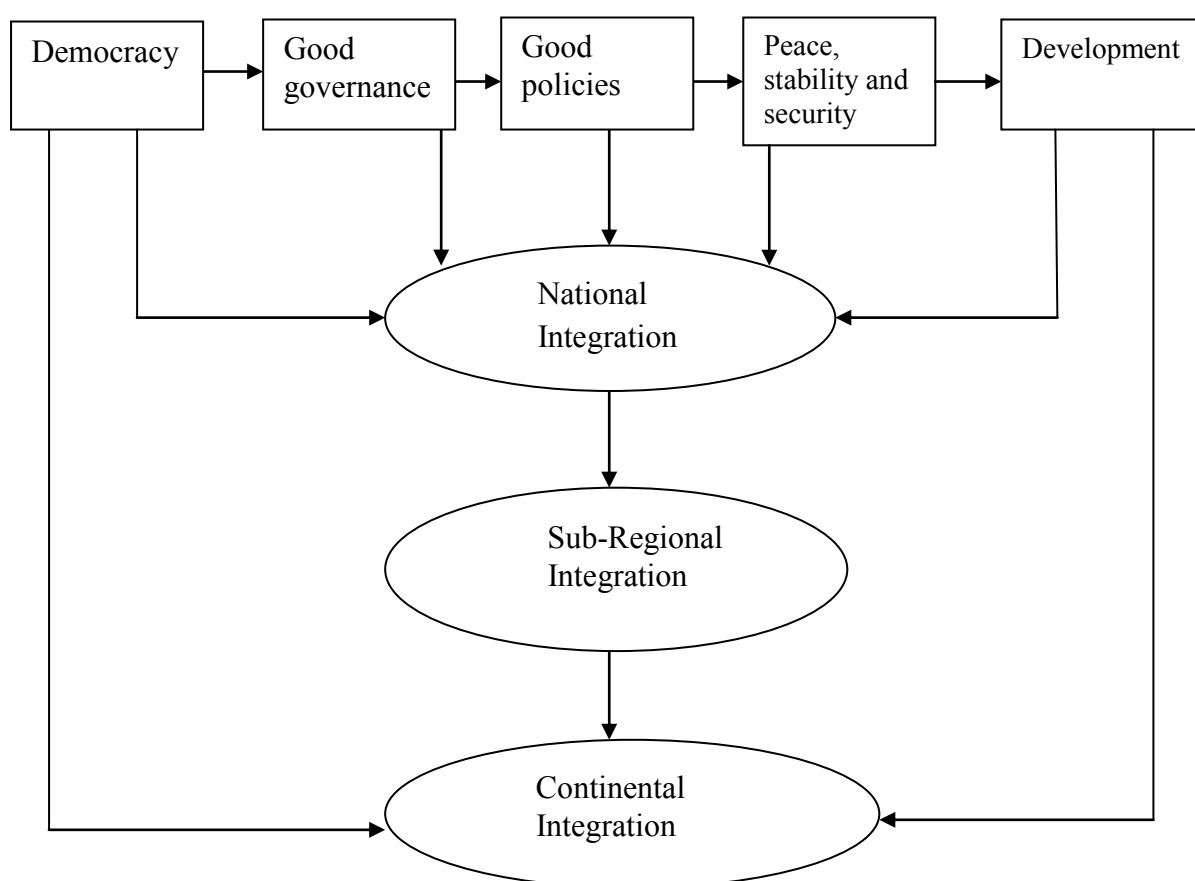 Democracy
Good
governance
Good
policies
Peace,
stability and
security
Development
National
Integration
Sub-Regional
Integration
Continental
Integration